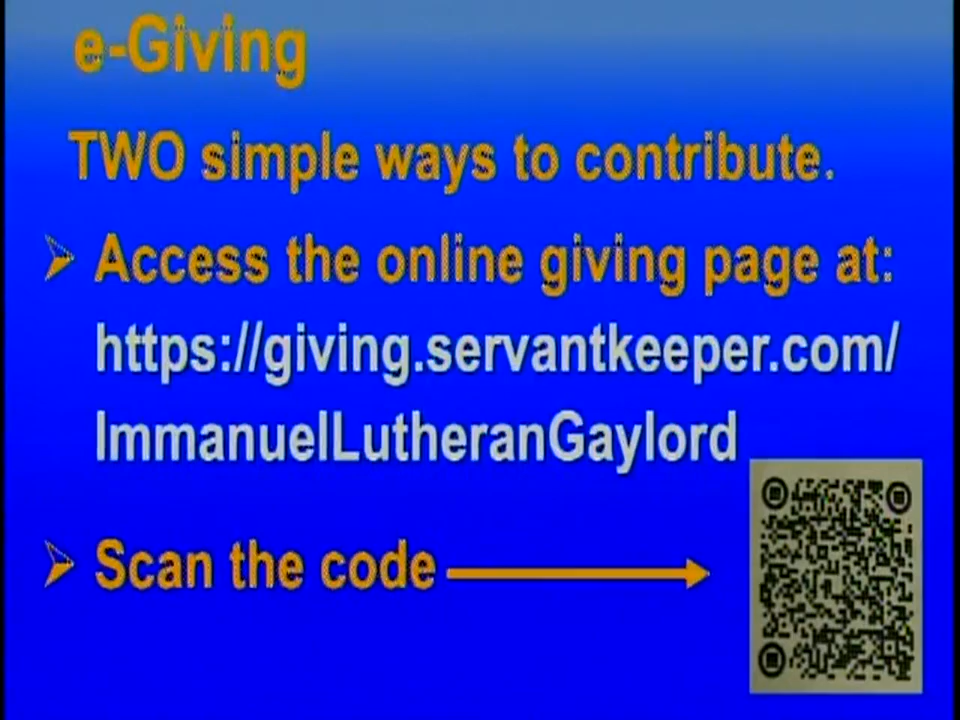 e-Giving
TWO simple ways to contribute.
➢ Access the online giving page at:
https://giving.servantkeeper.com/
ImmanuelLutheranGaylord
➢ Scan the code